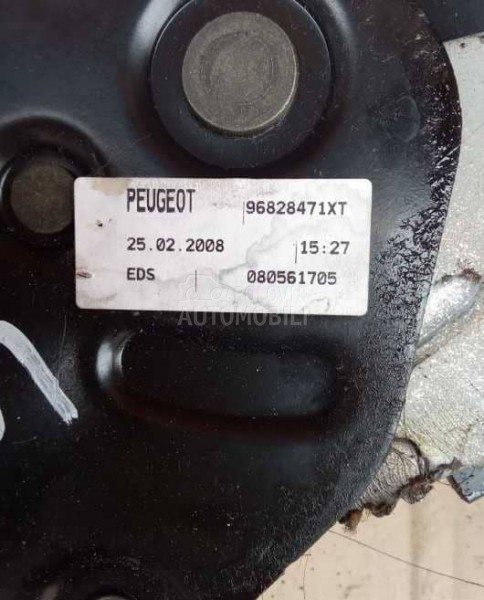 PEUGEOT 96828471XT
25.02.2008 15:27
EDS 080561705
AUTOMOBILI